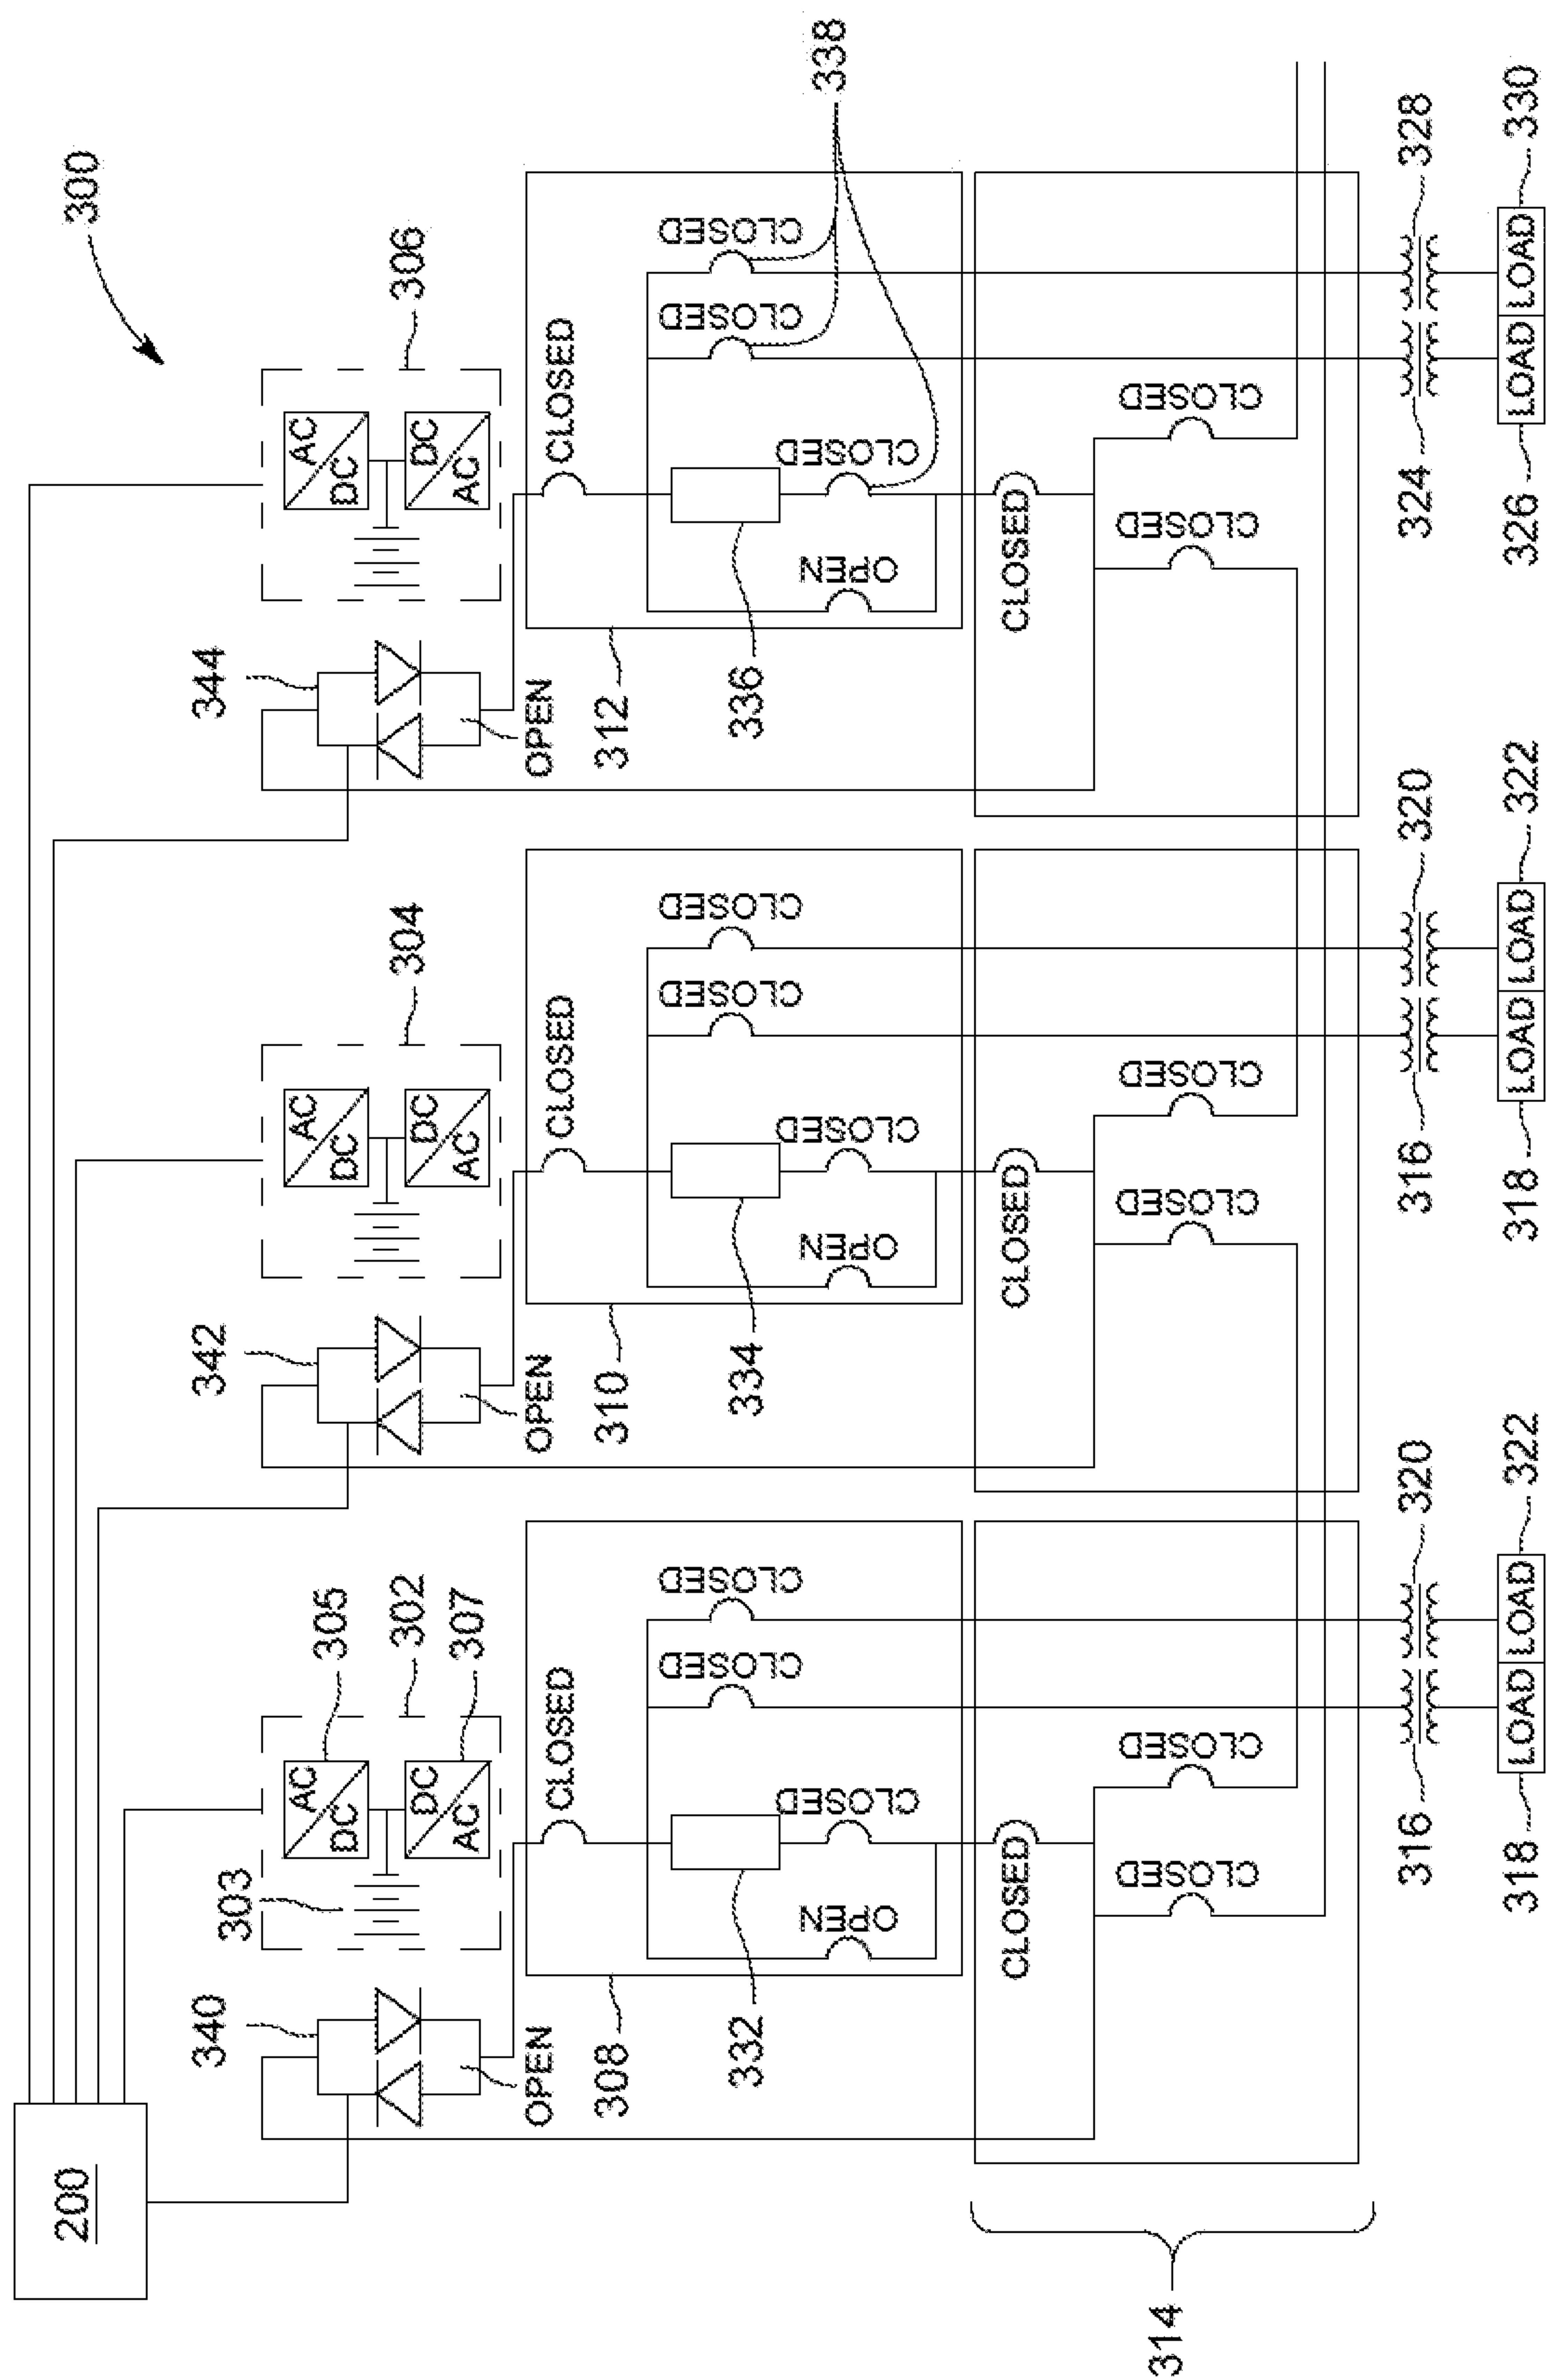 300
200
340
303
305
302
307
342
304
344
306
AC
DC
DC
AC
AC
DC
DC
AC
AC
DC
DC
AC
OPEN
OPEN
OPEN
CLOSED
CLOSED
CLOSED
308
310
312
338
CLOSED
CLOSED
CLOSED
CLOSED
CLOSED
CLOSED
332
334
336
OPEN
CLOSED
OPEN
CLOSED
OPEN
CLOSED
CLOSED
CLOSED
CLOSED
314
CLOSED
CLOSED
CLOSED
CLOSED
CLOSED
CLOSED
316
320
316
320
324
328
LOAD LOAD
LOAD LOAD
LOAD LOAD
318
322
318
322
326
330